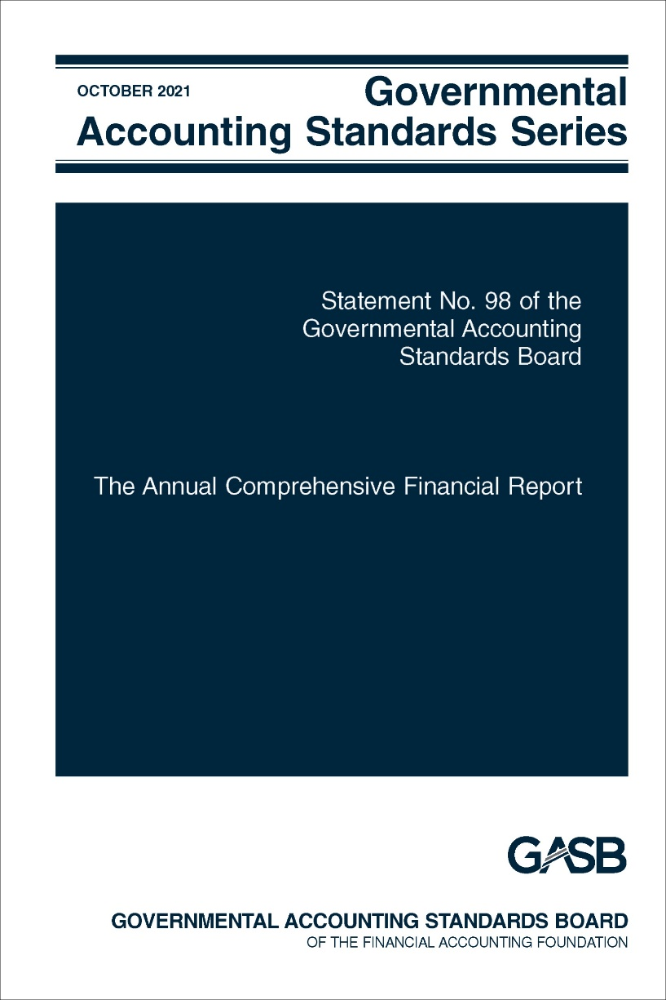 OCTOBER 2021
Governmental
Accounting Standards Series
Statement No. 98 of the
Governmental Accounting
Standards Board
The Annual Comprehensive Financial Report
GASB
GOVERNMENTAL ACCOUNTING STANDARDS BOARD
OF THE FINANCIAL ACCOUNTING FOUNDATION